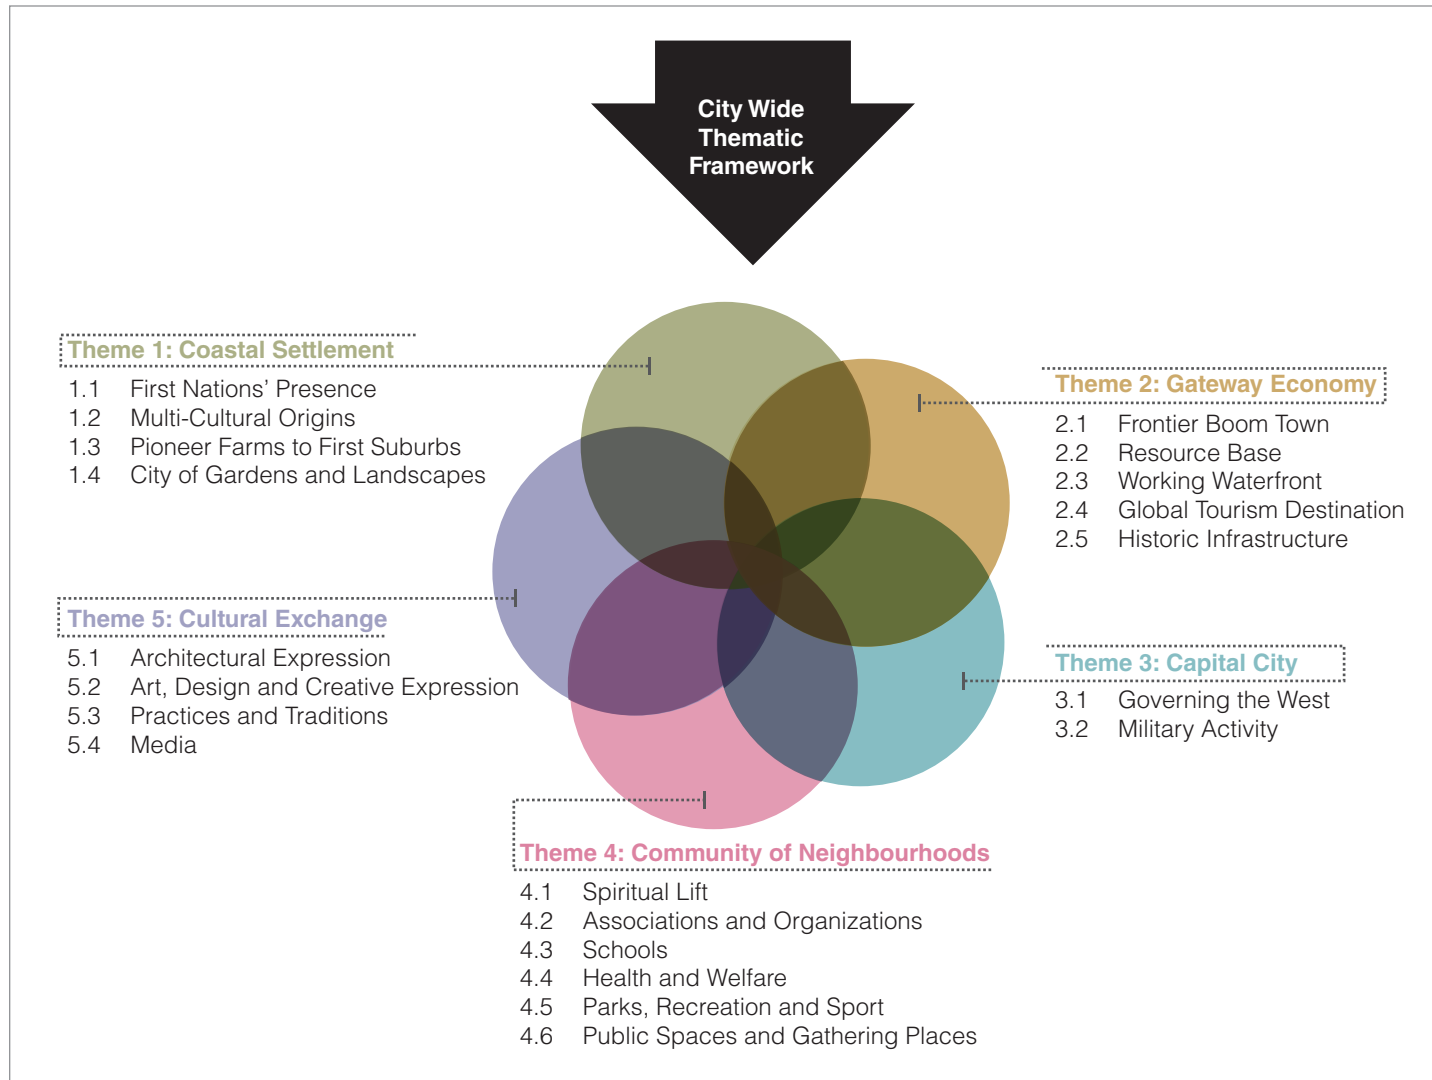 City Wide
Thematic
Framework
Theme 1: Coastal Settlement
1.1 First Nations’ Presence
1.2 Multi-Cultural Origins
1.3 Pioneer Farms to First Suburbs
1.4 City of Gardens and Landscapes
Theme 2: Gateway Economy
2.1 Frontier Boom Town
2.2 Resource Base
2.3 Working Waterfront
2.4 Global Tourism Destination
2.5 Historic Infrastructure
Theme 5: Cultural Exchange
5.1 Architectural Expression
5.2 Art, Design and Creative Expression
5.3 Practices and Traditions
5.4 Media
Theme 3: Capital City
3.1 Governing the West
3.2 Military Activity
Theme 4: Community of Neighbourhoods
4.1 Spiritual Lift
4.2 Associations and Organizations
4.3 Schools
4.4 Health and Welfare
4.5 Parks, Recreation and Sport
4.6 Public Spaces and Gathering Places